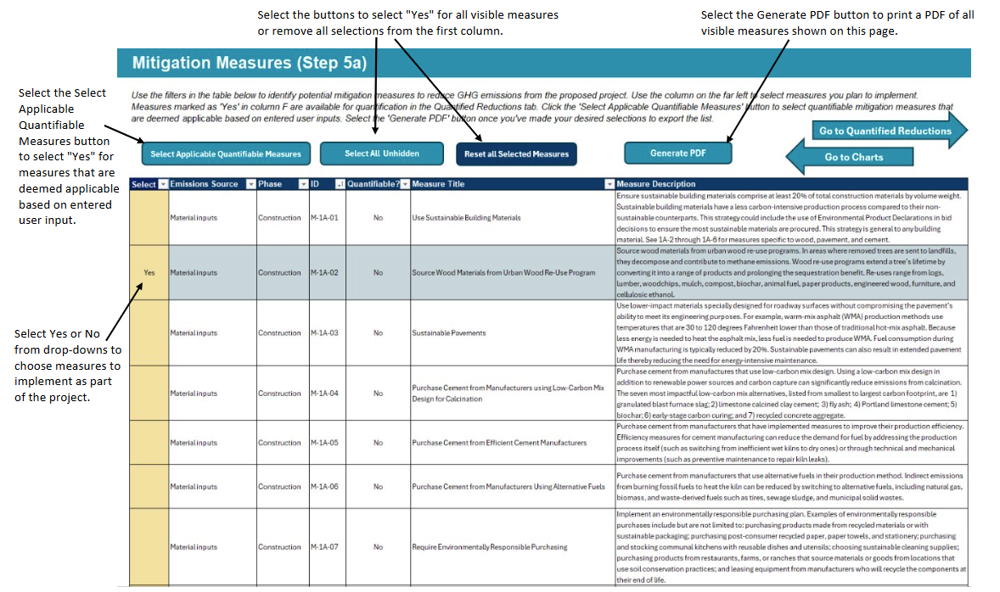 Select the buttons to select "Yes" for all visible measures
or remove all selections from the first column.
Select the Generate PDF button to print a PDF of all
visible measures shown on this page.
Mitigation Measures (Step 5a)
Select the Select
Applicable
Quantifiable
Measures button
to select "Yes" for
measures that are
deemed applicable
based on entered
user input.
Use the filters in the table below to identify potential mitigation measures to reduce GHG emissions from the proposed project. Use the column on the far left to select measures you plan to implement.
Measures marked as 'Yes' in column F are available for quantification in the Quantified Reductions tab. Click the 'Select Applicable Quantifiable Measures' button to select quantifiable mitigation measures that
are deemed applicable based on entered user inputs. Select the 'Generate PDF' button once you've made your desired selections to export the list.
Go to Quantified Reductions
Go to Charts
Select Applicable Quantifiable Measures
Select All Unhidden
Reset all Selected Measures
Generate PDF
Select Emissions Source Phase ID Quantifiable? Measure Title Measure Description
Material inputs Construction M-1A-01 No Use Sustainable Building Materials
Ensure sustainable building materials comprise at least 20% of total construction materials by volume weight.
Sustainable building materials have a less carbon-intensive production process compared to their non-
sustainable counterparts. This strategy could include the use of Environmental Product Declarations in bid
decisions to ensure the most sustainable materials are procured. This strategy is general to any building
material. See 1A-2 through 1A-6 for measures specific to wood, pavement, and cement.
Yes Material inputs Construction M-1A-02 No Source Wood Materials from Urban Wood Re-Use Program
Source wood materials from urban wood re-use programs. In areas where removed trees are sent to landfills,
they decompose and contribute to methane emissions. Wood re-use programs extend a tree's lifetime by
converting it into a range of products and prolonging the sequestration benefit. Re-uses range from logs,
lumber, woodchips, mulch, compost, biochar, animal fuel, paper products, engineered wood, furniture, and
cellulosic ethanol.
Select Yes or No
from drop-downs to
choose measures to
implement as part
of the project.
Material inputs Construction M-1A-03 No Sustainable Pavements
Use lower-impact materials specially designed for roadway surfaces without compromising the pavement's
ability to meet its engineering purposes. For example, warm-mix asphalt (WMA) production methods use
temperatures that are 30 to 120 degrees Fahrenheit lower than those of traditional hot-mix asphalt. Because
less energy is needed to heat the asphalt mix, less fuel is needed to produce WMA. Fuel consumption during
WMA manufacturing is typically reduced by 20%. Sustainable pavements can also result in extended pavement
life thereby reducing the need for energy-intensive maintenance.
Material inputs Construction M-1A-04 No Purchase Cement from Manufacturers using Low-Carbon Mix
Design for Calcination
Purchase cement from manufactures that use low-carbon mix design. Using a low-carbon mix design in
addition to renewable power sources and carbon capture can significantly reduce emissions from calcination.
The seven most impactful low-carbon mix alternatives, listed from smallest to largest carbon footprint, are 1)
granulated blast furnace slag; 2) limestone calcined clay cement; 3) fly ash; 4) Portland limestone cement; 5)
biochar; 6) early-stage carbon curing; and 7) recycled concrete aggregate.
Material inputs Construction M-1A-05 No Purchase Cement from Efficient Cement Manufacturers
Purchase cement from manufacturers that have implemented measures to improve their production efficiency.
Efficiency measures for cement manufacturing can reduce the demand for fuel by addressing the production
process itself (such as switching from inefficient wet kilns to dry ones) or through technical and mechanical
improvements (such as preventive maintenance to repair kiln leaks).
Material inputs Construction M-1A-06 No Purchase Cement from Manufacturers Using Alternative Fuels
Purchase cement from manufacturers that use alternative fuels in their production method. Indirect emissions
from burning fossil fuels to heat the kiln can be reduced by switching to alternative fuels, including natural gas,
biomass, and waste-derived fuels such as tires, sewage sludge, and municipal solid wastes.
Material inputs Construction M-1A-07 No Require Environmentally Responsible Purchasing
Implement an environmentally responsible purchasing plan. Examples of environmentally responsible
purchases include but are not limited to: purchasing products made from recycled materials or with
sustainable packaging; purchasing post-consumer recycled paper, paper towels, and stationery; purchasing
and stocking communal kitchens with reusable dishes and utensils; choosing sustainable cleaning supplies;
purchasing products from restaurants, farms, or ranches that source materials or goods from locations that
use soil conservation practices; and leasing equipment from manufacturers who will recycle the components at
their end of life.